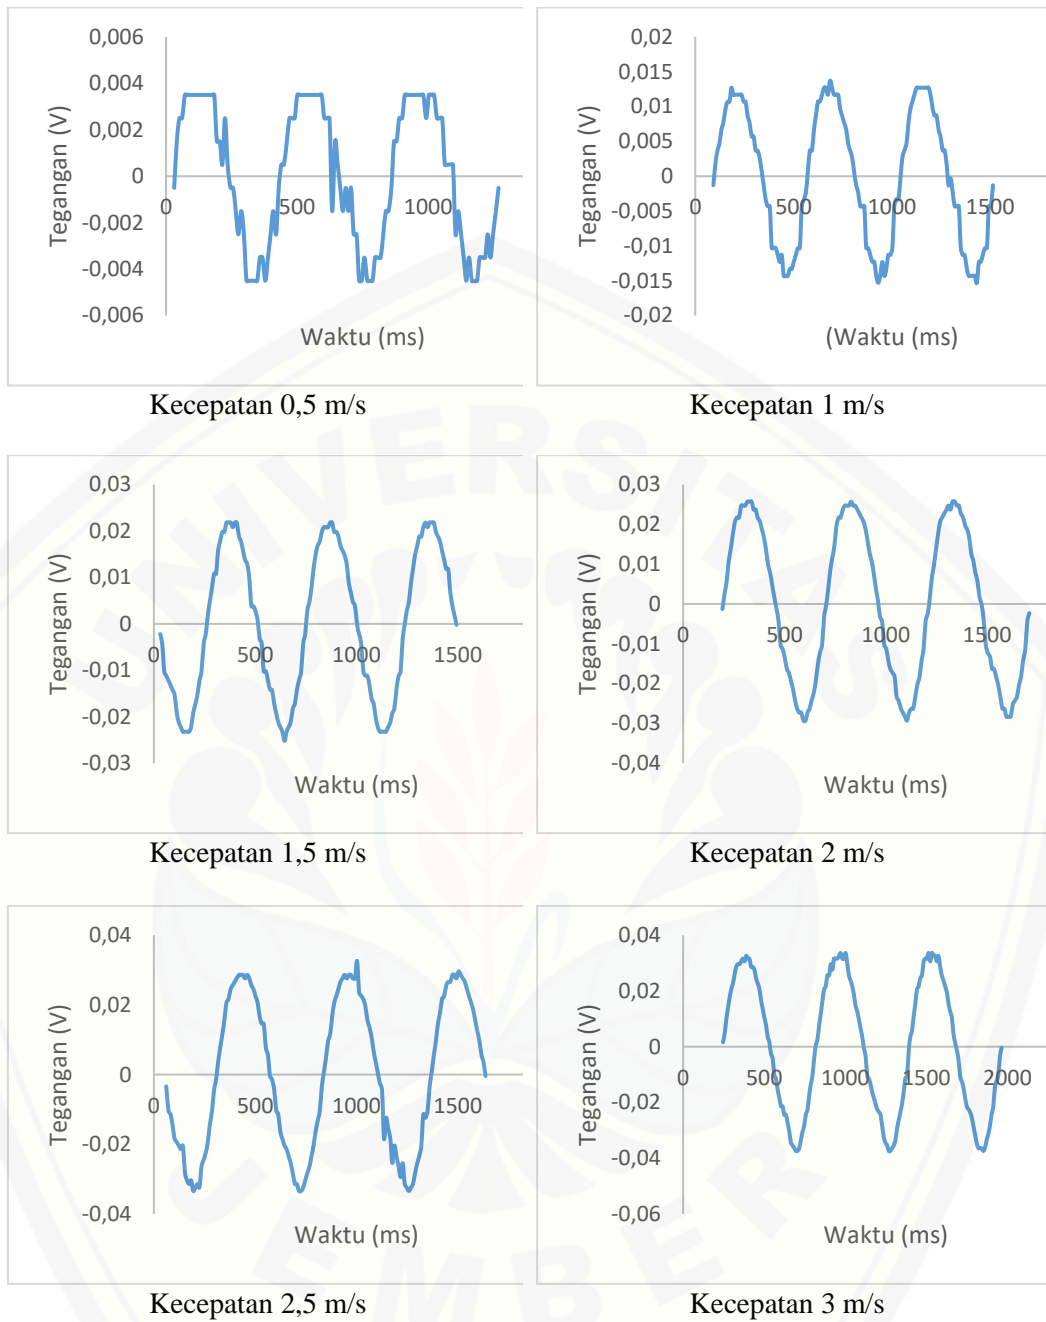 0,006
0,004
0,002
0
-0,002
-0,004
-0,006
0 500 1000
Tegangan (V)
Waktu (ms)
Kecepatan 0,5 m/s
0,02
0,015
0,01
0,005
0
-0,005
-0,01
-0,015
-0,02
0 500 1000 1500
Tegangan (V)
(Waktu (ms)
Kecepatan 1 m/s
0,03
0,02
0,01
0
-0,01
-0,02
-0,03
0 500 1000 1500
Tegangan (V)
Waktu (ms)
Kecepatan 1,5 m/s
0,03
0,02
0,01
0
-0,01
-0,02
-0,03
-0,04
0 500 1000 1500
Tegangan (V)
Waktu (ms)
Kecepatan 2 m/s
0,04
0,02
0
-0,02
-0,04
0 500 1000 1500
Tegangan (V)
Waktu (ms)
Kecepatan 2,5 m/s
0,04
0,02
0
-0,02
-0,04
-0,06
0 500 1000 1500 2000
Tegangan (V)
Waktu (ms)
Kecepatan 3 m/s
UNIVERSITAS
JEMBER